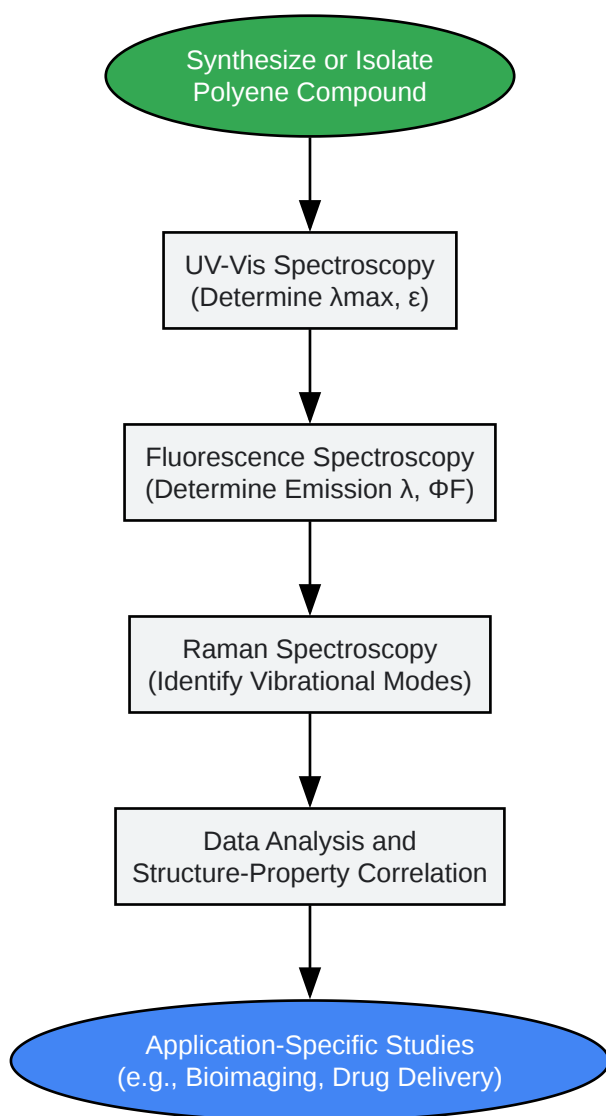 Synthesize or Isolate
Polyene Compound
UV-Vis Spectroscopy
(Determine λmax, ε)
Fluorescence Spectroscopy
(Determine Emission λ, ΦF)
Raman Spectroscopy
(Identify Vibrational Modes)
Data Analysis and
Structure-Property Correlation
Application-Specific Studies
(e.g., Bioimaging, Drug Delivery)